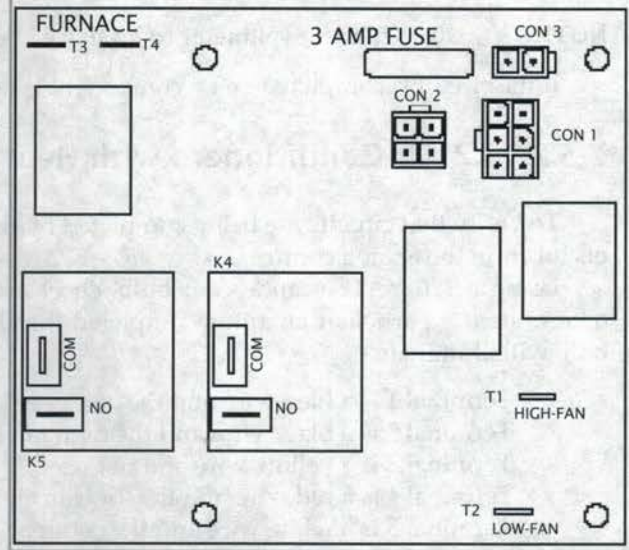 FURNACE
T3 T4
3 AMP FUSE
CON 3
CON 2
CON 1
K4
COM
COM
NO
NO
K5
T1
HIGH-FAN
T2
LOW-FAN